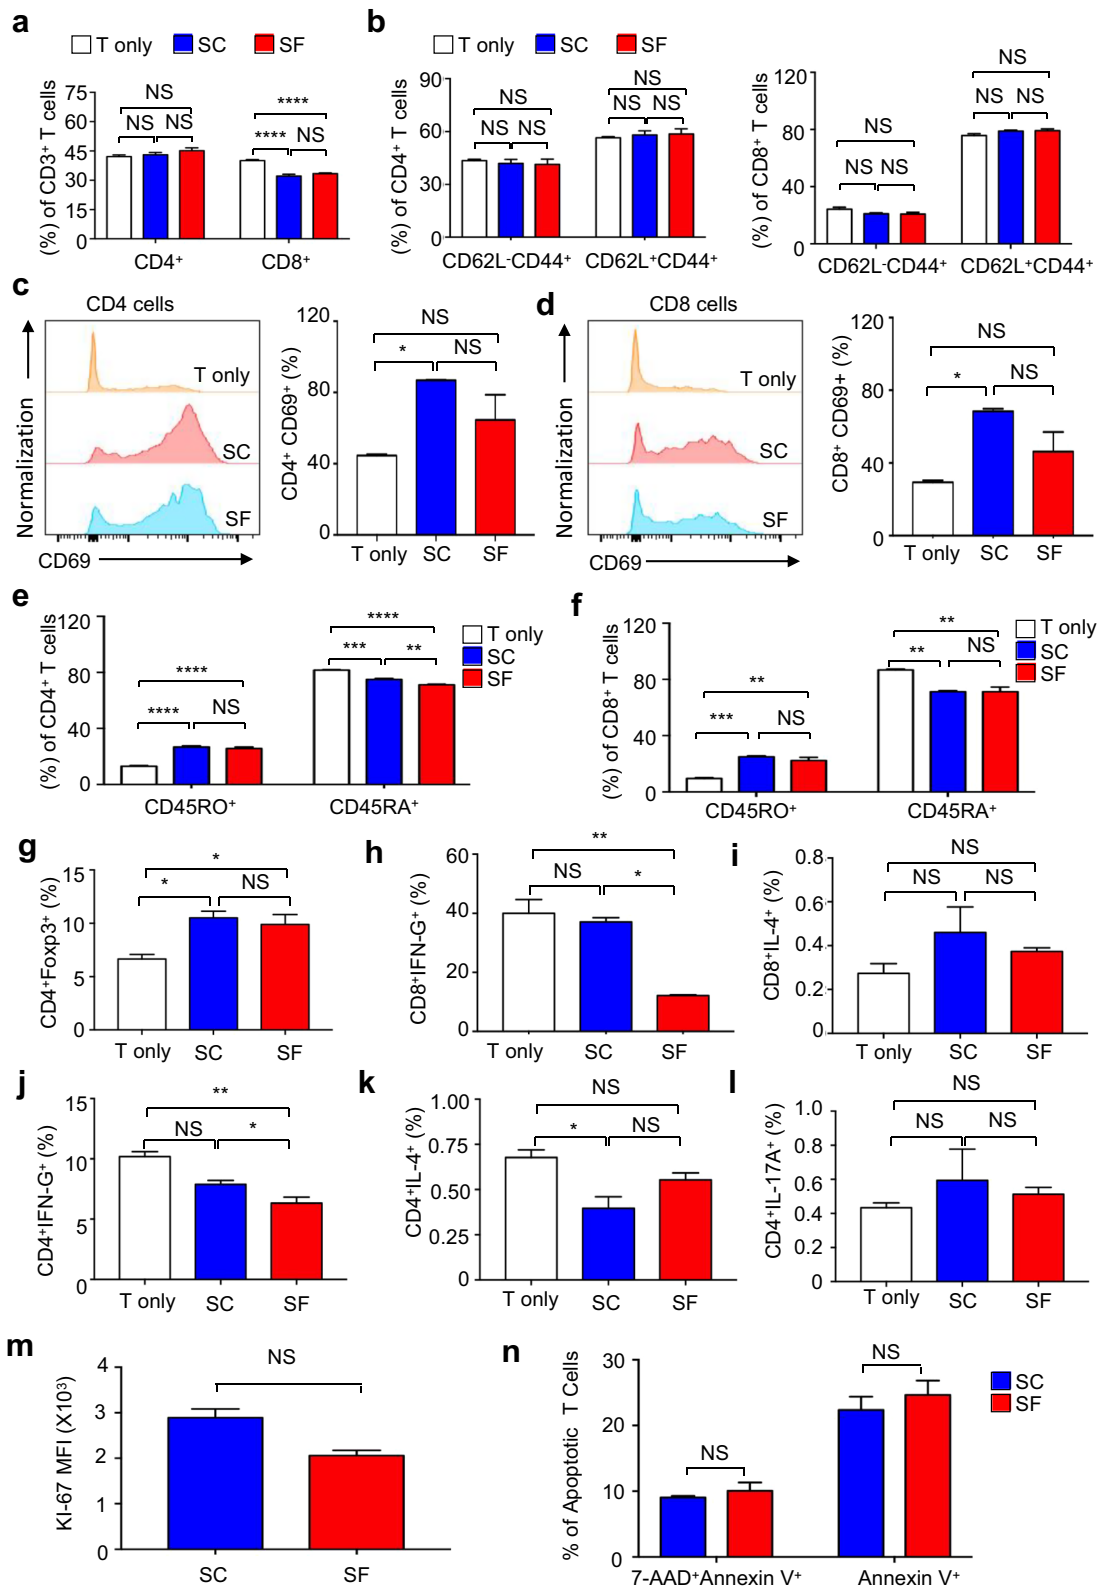 a
T only SC SF
(%) of CD3⁺ T cells
75
60
45
30
15
0
NS
NS NS
****
**** NS
CD4⁺ CD8⁺
b
T only SC SF
(%) of CD4⁺ T cells
90
60
30
0
NS
NS NS
NS
NS NS
CD62L⁻CD44⁺ CD62L⁺CD44⁺
(%) of CD8⁺ T cells
120
80
40
0
NS
NS NS
NS
NS NS
CD62L⁻CD44⁺ CD62L⁺CD44⁺
c
CD4 cells
Normalization
T only
SC
SF
CD69
CD4⁺ CD69⁺ (%)
120
80
40
0
NS
* NS
T only SC SF
d
CD8 cells
Normalization
T only
SC
SF
CD69
CD8⁺ CD69+ (%)
120
80
40
0
NS
* NS
T only SC SF
e
(%) of CD4⁺ T cells
120
80
40
0
****
**** NS
****
*** **
T only
SC
SF
CD45RO⁺ CD45RA⁺
f
(%) of CD8⁺ T cells
120
80
40
0
**
*** NS
**
** NS
T only
SC
SF
CD45RO⁺ CD45RA⁺
g
CD4⁺Foxp3⁺ (%)
15
10
5
0
*
* NS
T only SC SF
h
CD8⁺IFN-G⁺ (%)
60
40
20
0
**
NS *
T only SC SF
i
CD8⁺IL-4⁺ (%)
0.8
0.6
0.4
0.2
0
NS
NS NS
T only SC SF
j
CD4⁺IFN-G⁺ (%)
15
10
5
0
**
NS *
T only SC SF
k
CD4⁺IL-4⁺ (%)
1.00
0.75
0.50
0.25
0
NS
* NS
T only SC SF
l
CD4⁺IL-17A⁺ (%)
1.0
0.8
0.6
0.4
0.2
0
NS
NS NS
T only SC SF
m
KI-67 MFI (X10³)
4
3
2
1
0
NS
SC SF
n
% of Apoptotic T Cells
30
20
10
0
NS
NS
SC
SF
7-AAD⁺Annexin V⁺ Annexin V⁺